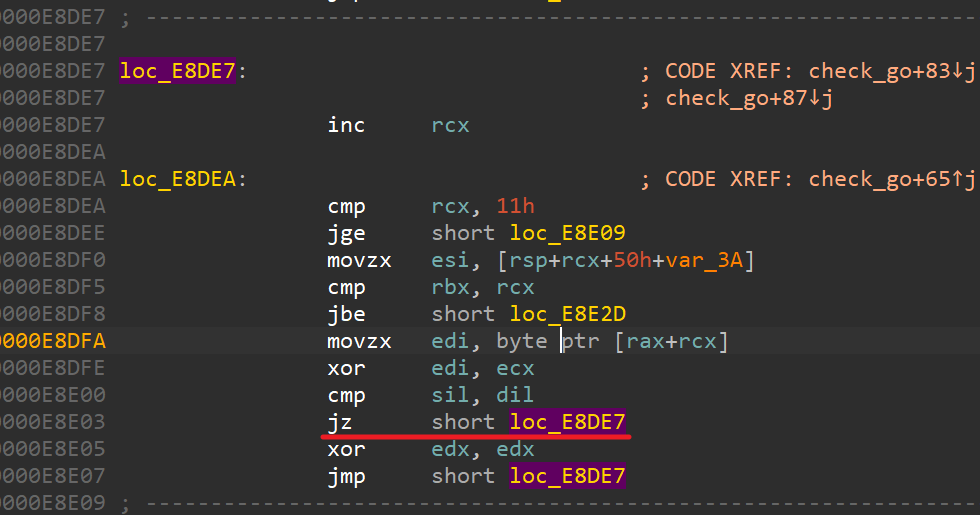 0000E8DE7 ; ---------------------------------------------------------------
0000E8DE7
0000E8DE7 loc_E8DE7: ; CODE XREF: check_go+83↓j
0000E8DE7 ; check_go+87↓j
0000E8DE7 inc rcx
0000E8DEA
0000E8DEA loc_E8DEA: ; CODE XREF: check_go+65↑j
0000E8DEA cmp rcx, 11h
0000E8DEE jge short loc_E8E09
0000E8DF0 movzx esi, [rsp+rcx+50h+var_3A]
0000E8DF5 cmp rbx, rcx
0000E8DF8 jbe short loc_E8E2D
0000E8DFA movzx edi, byte ptr [rax+rcx]
0000E8DFE xor edi, ecx
0000E8E00 cmp sil, dil
0000E8E03 jz short loc_E8DE7
0000E8E05 xor edx, edx
0000E8E07 jmp short loc_E8DE7
0000E8E09 ; ---------------------------------------------------------------